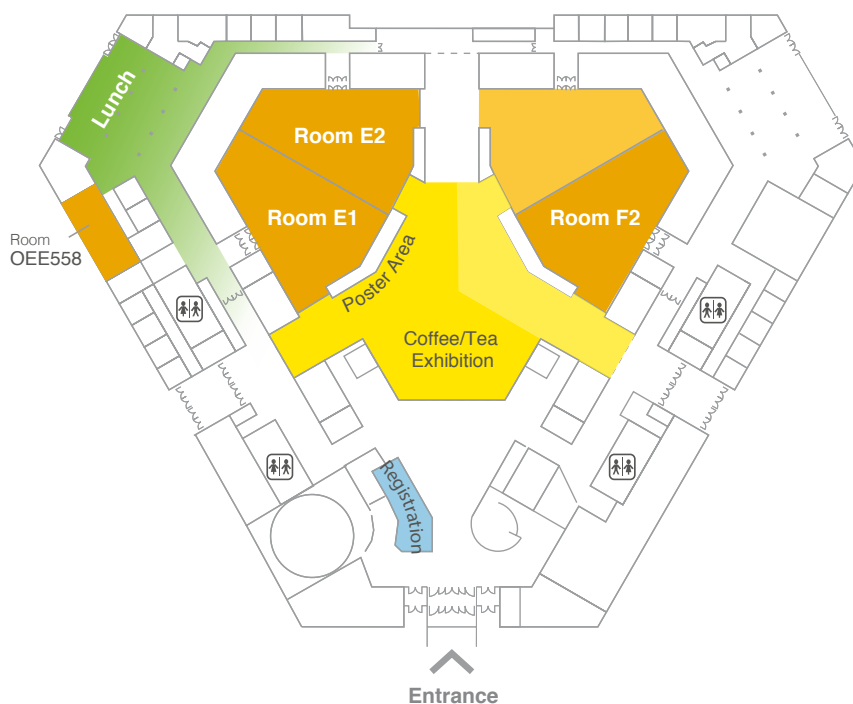 Lunch
Room E2
Room E1
Room F2
Room
OEE558
Poster Area
Coffee/Tea
Exhibition
Registration
Entrance